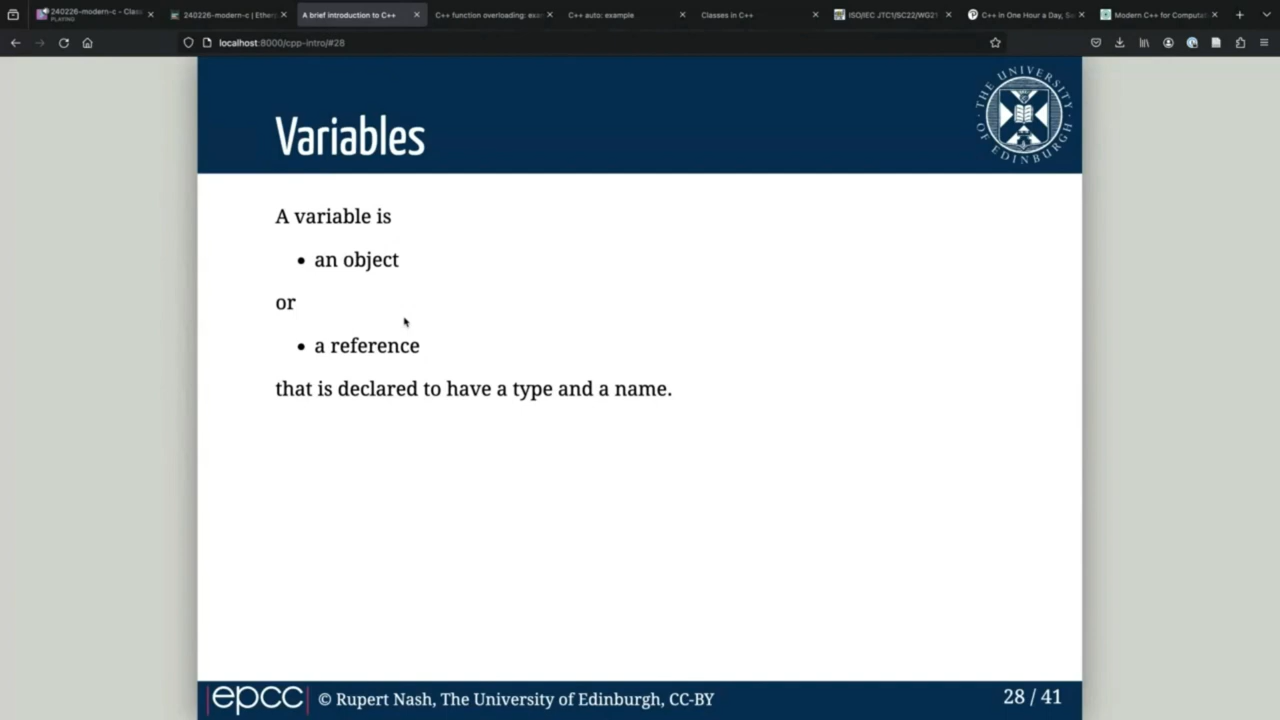 240226-modern-c - Clas
PLAYING
240226-modern-c | Ether
A brief introduction to C++
C++ function overloading: exa
C++ auto: example
Classes in C++
ISO/IEC JTC1/SC22/WG21
C++ in One Hour a Day, S
Modern C++ for Computat
localhost:8000/cpp-intro/#28
Variables
THE UNIVERSITY OF EDINBURGH
A variable is
• an object
or
• a reference
that is declared to have a type and a name.
epcc
© Rupert Nash, The University of Edinburgh, CC-BY
28 / 41